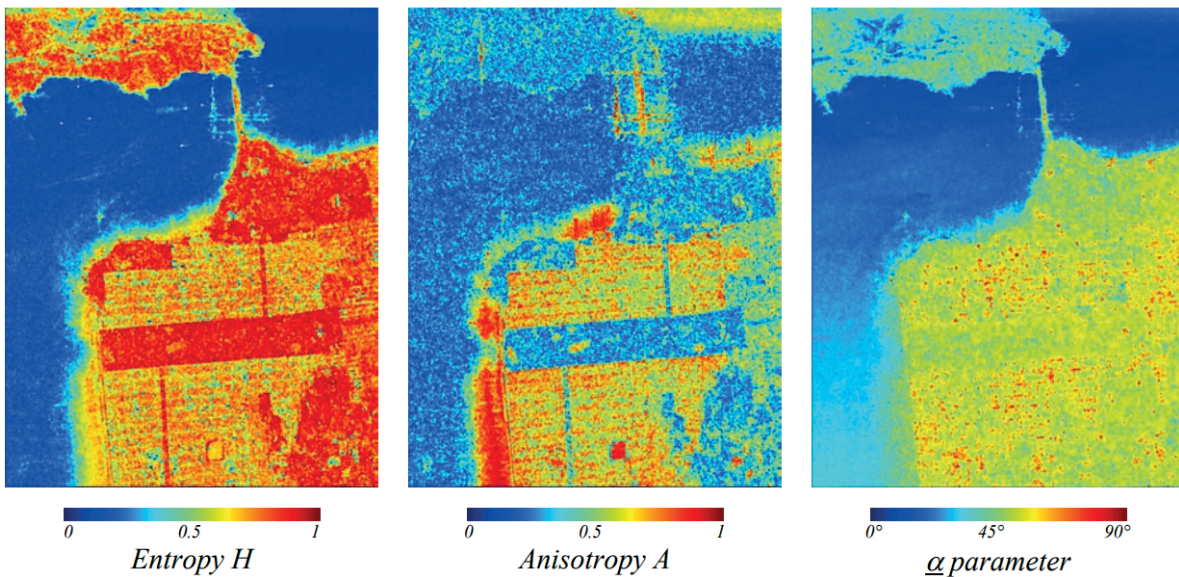 0 0.5 1
Entropy H
0 0.5 1
Anisotropy A
0° 45° 90°
α parameter